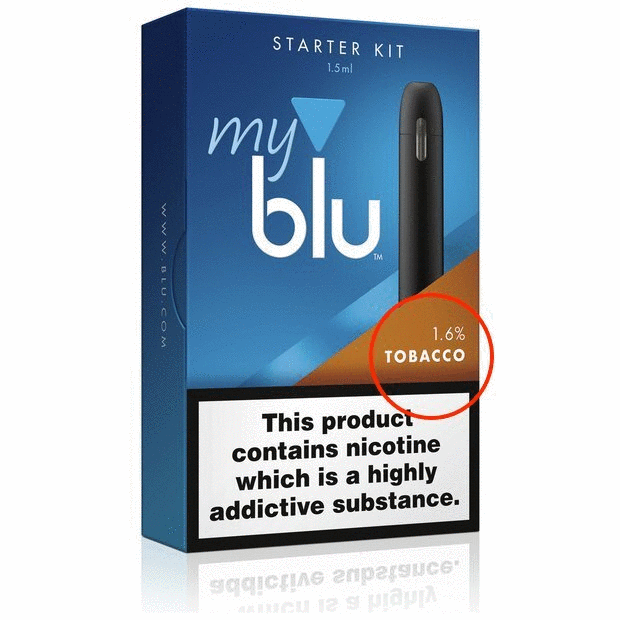 STARTER KIT
1.5ml
my
blu
TM
WWW.BLU.COM
1.6%
TOBACCO
This product
contains nicotine
which is a highly
addictive substance.